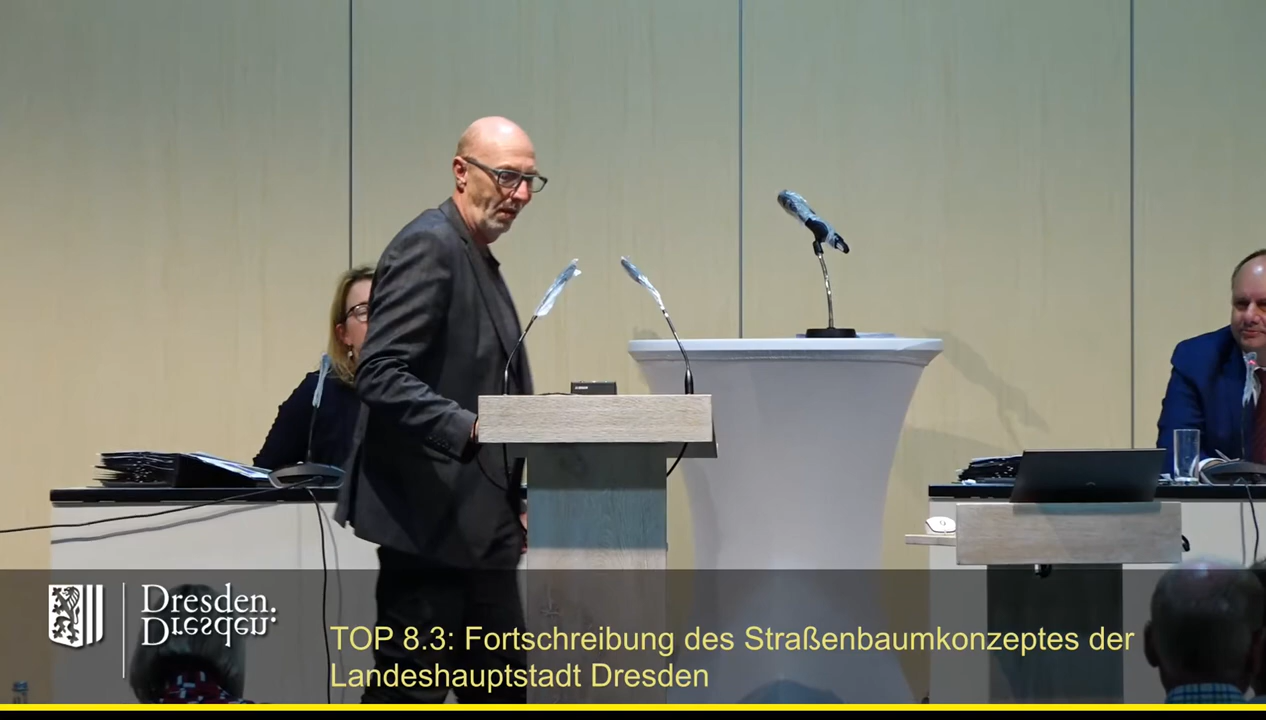 Dresden.
Dresden.
TOP 8.3: Fortschreibung des Straßenbaumkonzeptes der
Landeshauptstadt Dresden